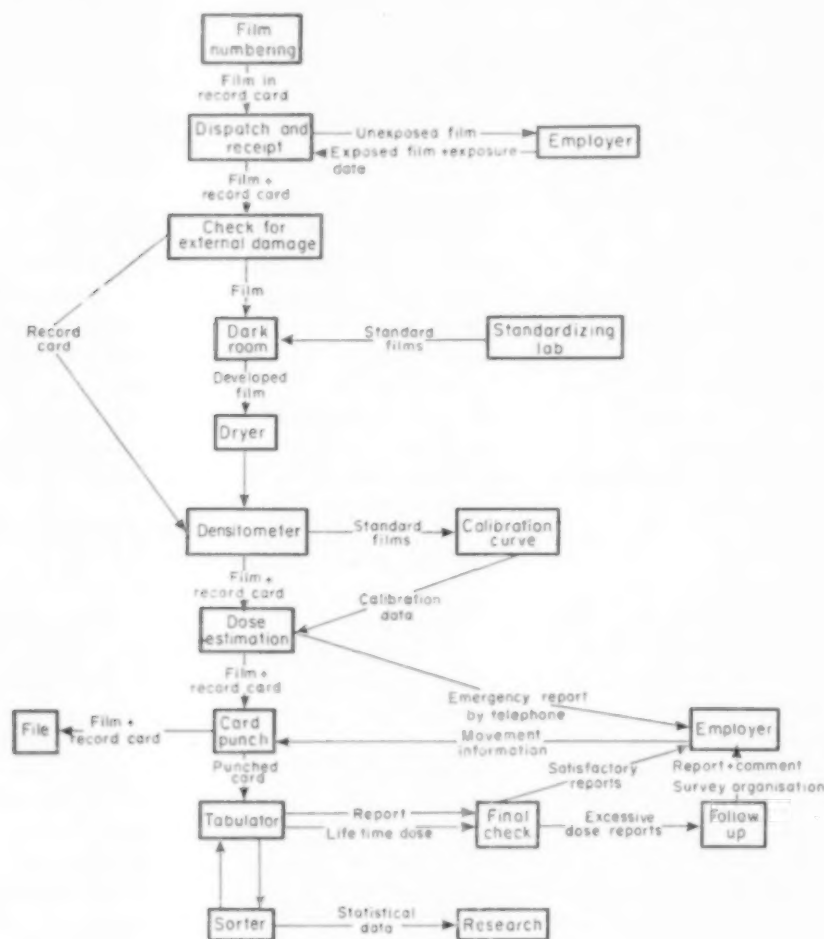 Film
numbering
Film in
record card
Dispatch and
receipt
Unexposed film
Exposed film + exposure
data
Employer
Film +
record card
Check for
external damage
Film
Record
card
Dark
room
Standard
films
Standardizing
lab
Developed
film
Dryer
Densitometer
Standard
films
Calibration
curve
Film +
record card
Calibration
data
Dose
estimation
Film +
record card
Emergency report
by telephone
File
Film +
record card
Card
punch
Movement
information
Employer
Punched
card
Satisfactory
reports
Report + comment
Survey organisation
Tabulator
Report
Life time dose
Final
check
Excessive
dose reports
Follow
up
Sorter
Statistical
data
Research